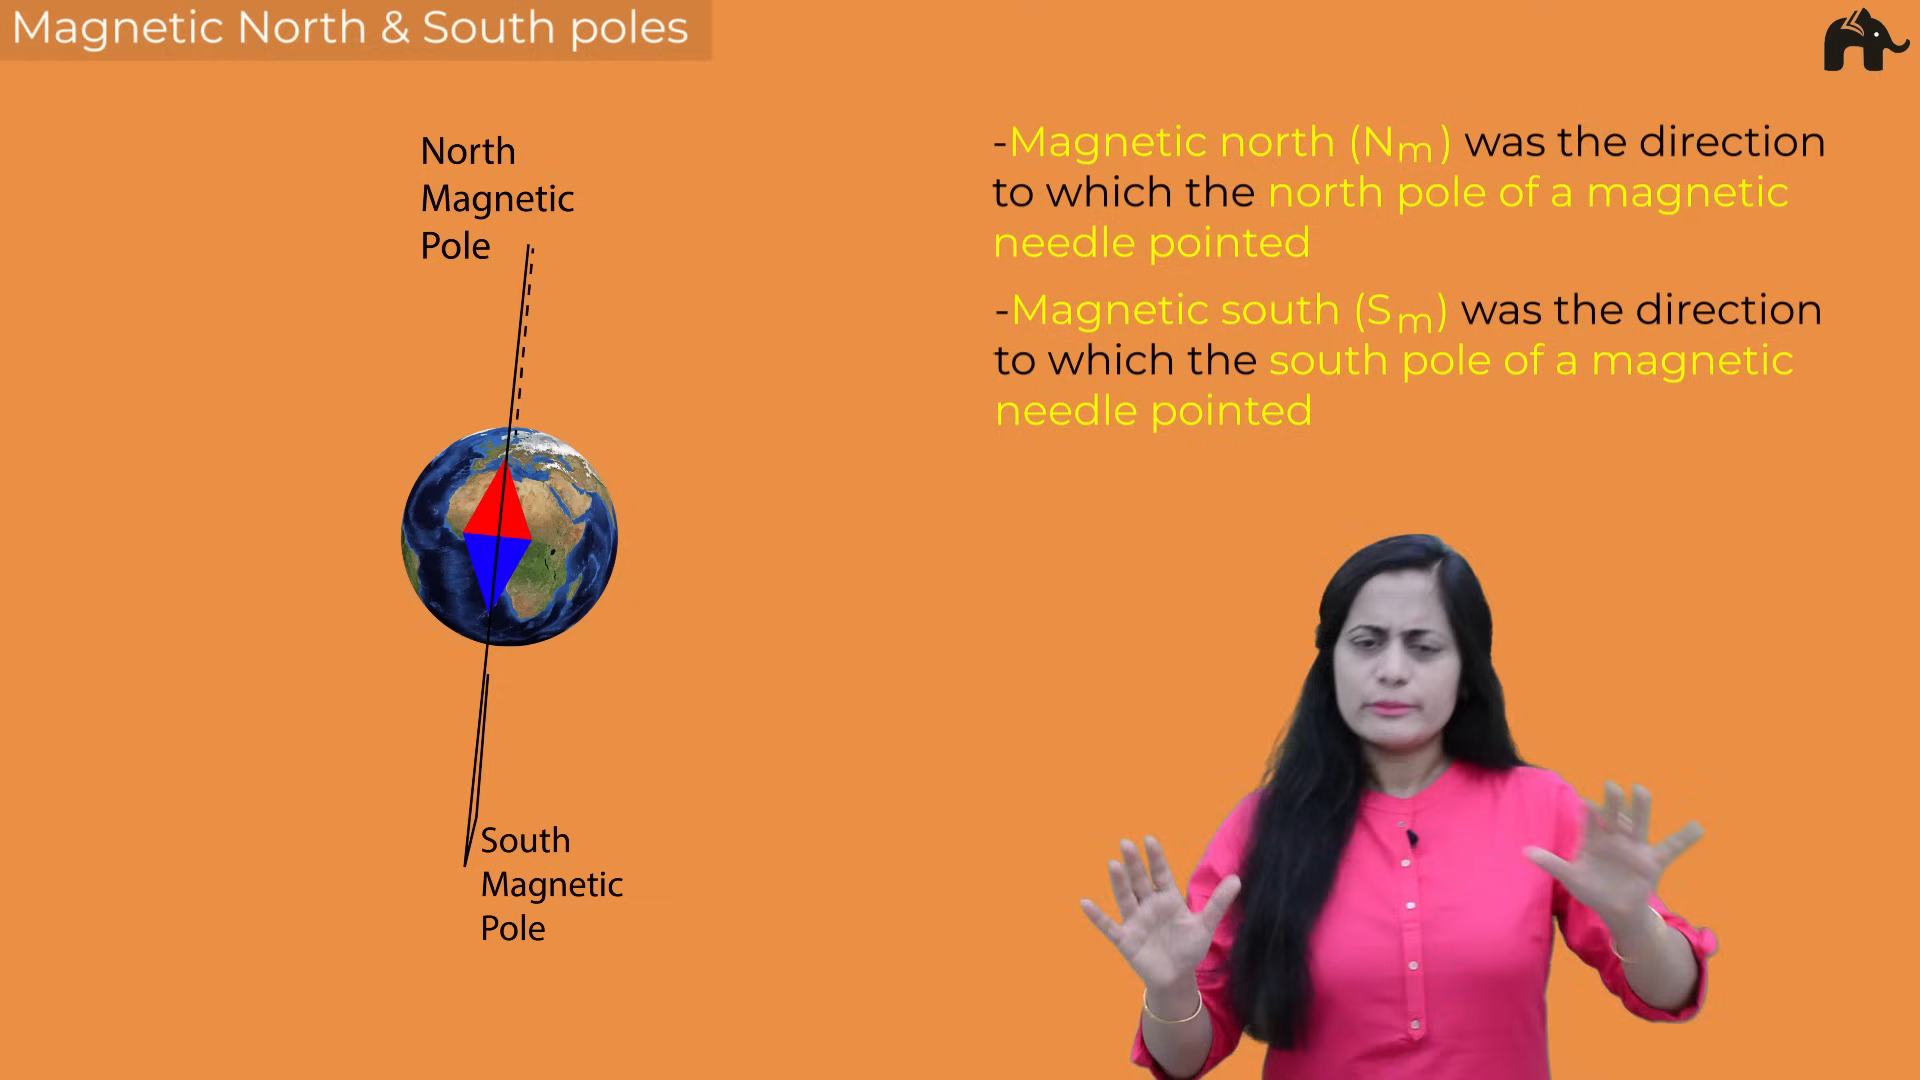 Magnetic North & South poles
North
Magnetic
Pole
-Magnetic north (Nm) was the direction
to which the north pole of a magnetic
needle pointed
-Magnetic south (Sm) was the direction
to which the south pole of a magnetic
needle pointed
South
Magnetic
Pole